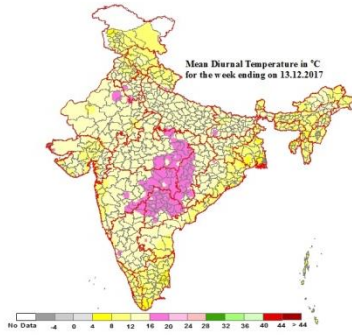 Mean Diurnal Temperature in °C
for the week ending on 13.12.2017
No Data -4 0 4 8 12 16 20 24 28 32 36 40 44 > 44